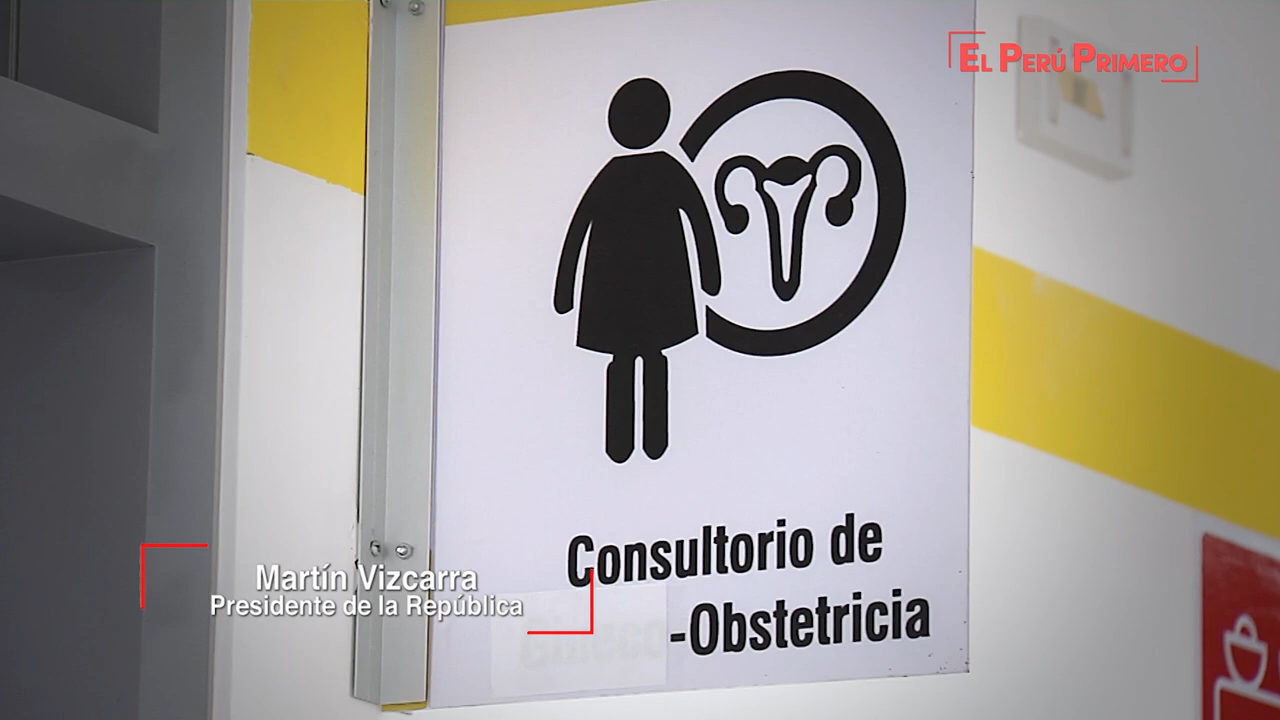 EL PERÚ PRIMERO
Consultorio de
-Obstetricia
Martín Vizcarra
Presidente de la República